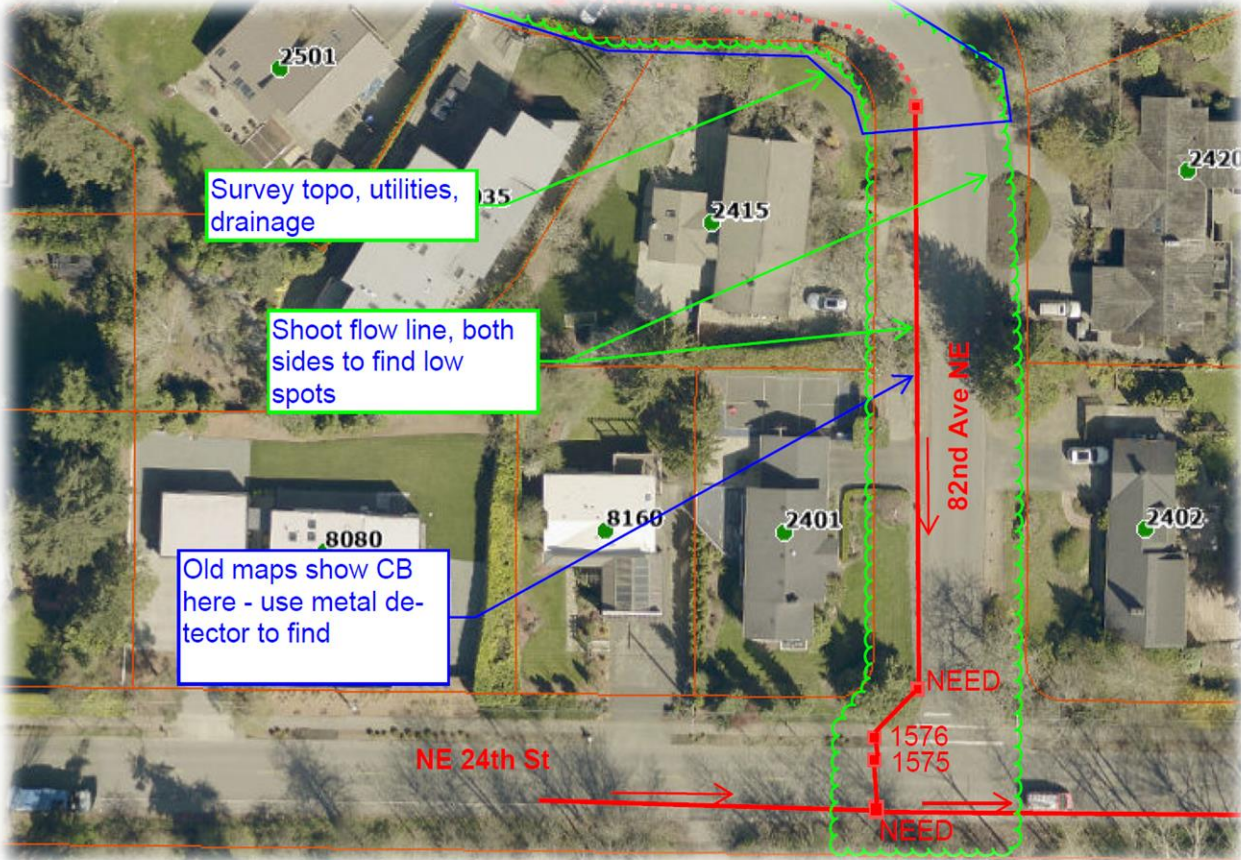 2501
2420
Survey topo, utilities,
drainage
35
2415
Shoot flow line, both
sides to find low
spots
82nd Ave NE
8160
2401
2402
8080
Old maps show CB
here - use metal de-
tector to find
NEED
1576
1575
NE 24th St
NEED